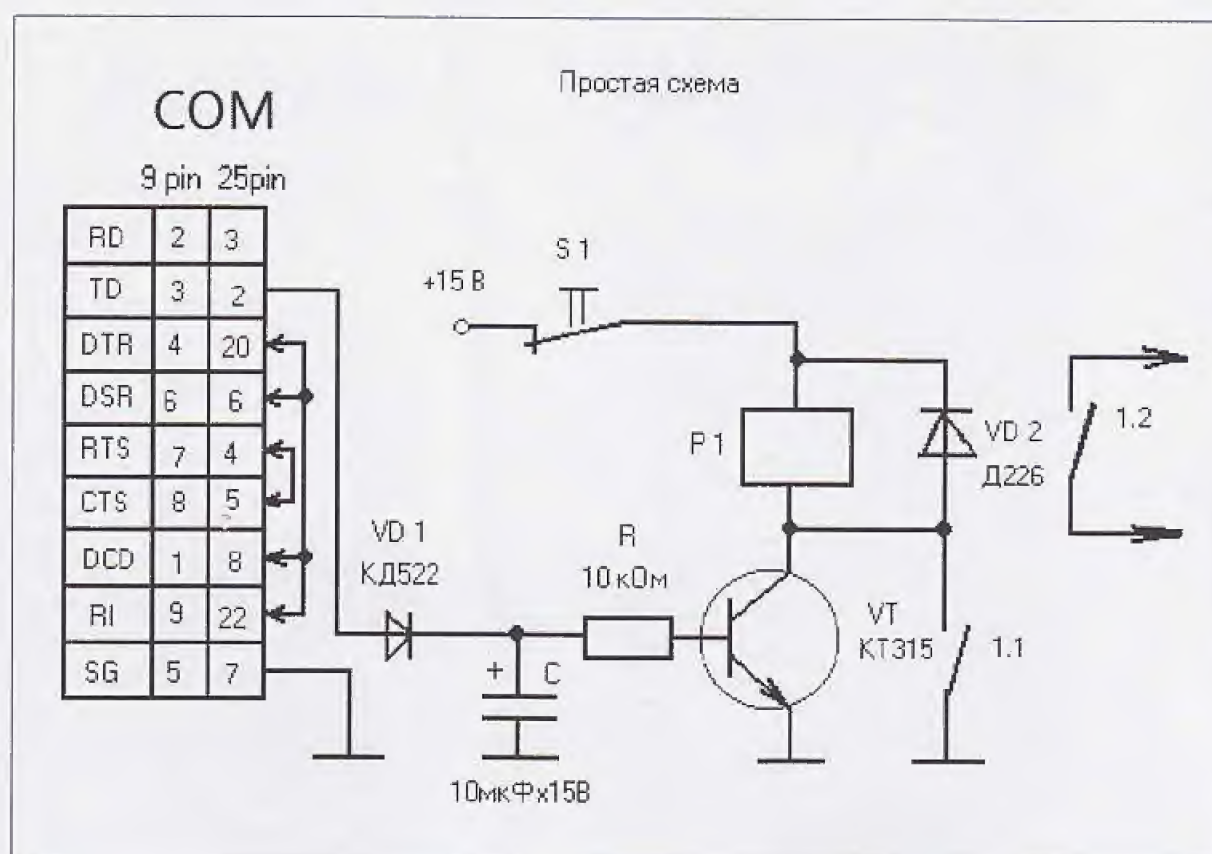 Простая схема
COM
9 pin 25pin
RD 2 3
TD 3 2
DTR 4 20
DSR 6 6
RTS 7 4
CTS 8 5
DCD 1 8
RI 9 22
SG 5 7
S 1
+15 В
P 1
VD 2
Д226
1.2
VD 1
КД522
R
10 кОм
VT
КТ315
1.1
+ C
10мкФх15В